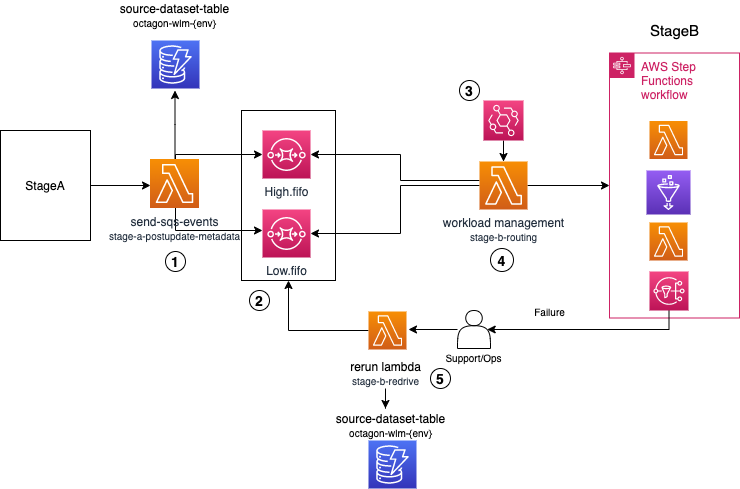 source-dataset-table
octagon-wlm-{env}
StageB
AWS Step
Functions
workflow
3
StageA
High.fifo
send-sqs-events
stage-a-postupdate-metadata
workload management
stage-b-routing
1
4
Low.fifo
2
Failure
Support/Ops
rerun lambda
stage-b-redrive
5
source-dataset-table
octagon-wlm-{env}